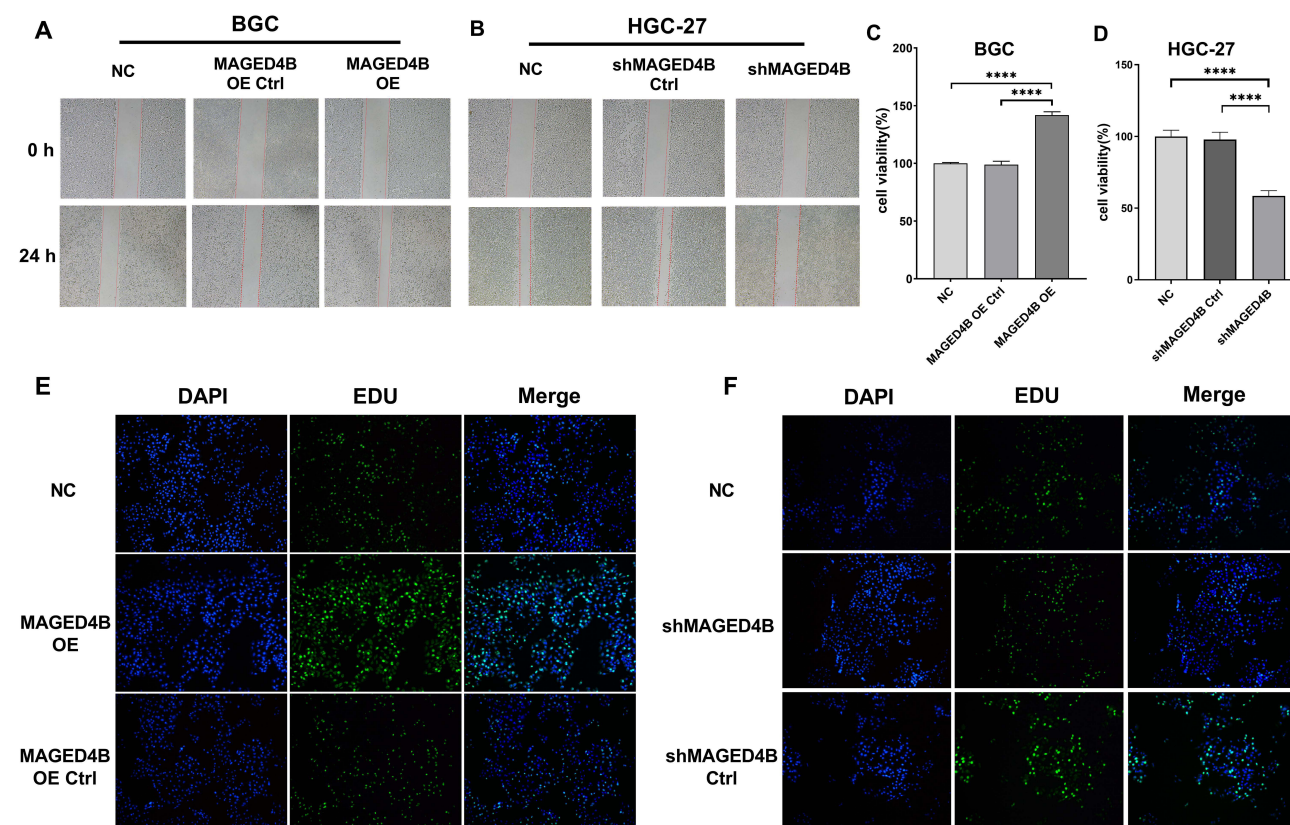 A
BGC
NC
MAGED4B
OE Ctrl
MAGED4B
OE
0 h
24 h
B
HGC-27
NC
shMAGED4B
Ctrl
shMAGED4B
C
BGC
cell viability(%)
200
150
100
50
0
****
****
NC
MAGED4B OE Ctrl
MAGED4B OE
D
HGC-27
cell viability(%)
150
100
50
0
****
****
NC
shMAGED4B Ctrl
shMAGED4B
E
DAPI
EDU
Merge
NC
MAGED4B
OE
MAGED4B
OE Ctrl
F
DAPI
EDU
Merge
NC
shMAGED4B
shMAGED4B
Ctrl